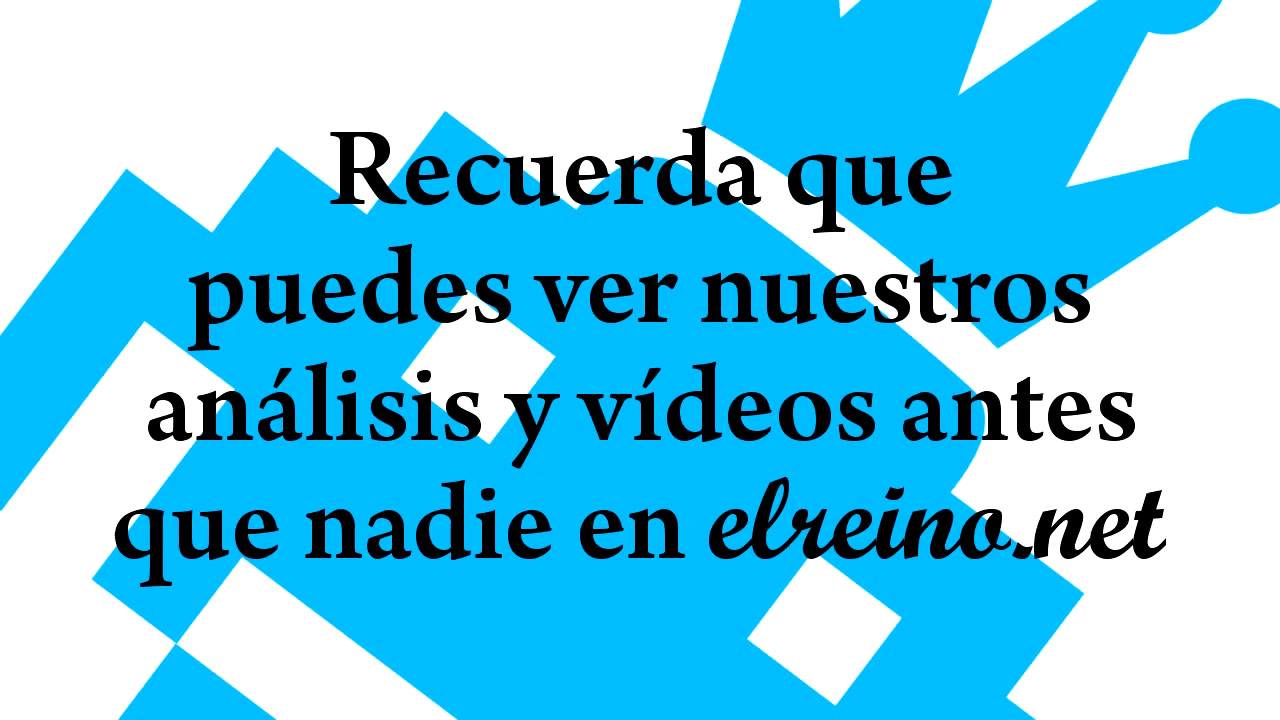 Recuerda que
puedes ver nuestros
análisis y vídeos antes
que nadie en elreino.net